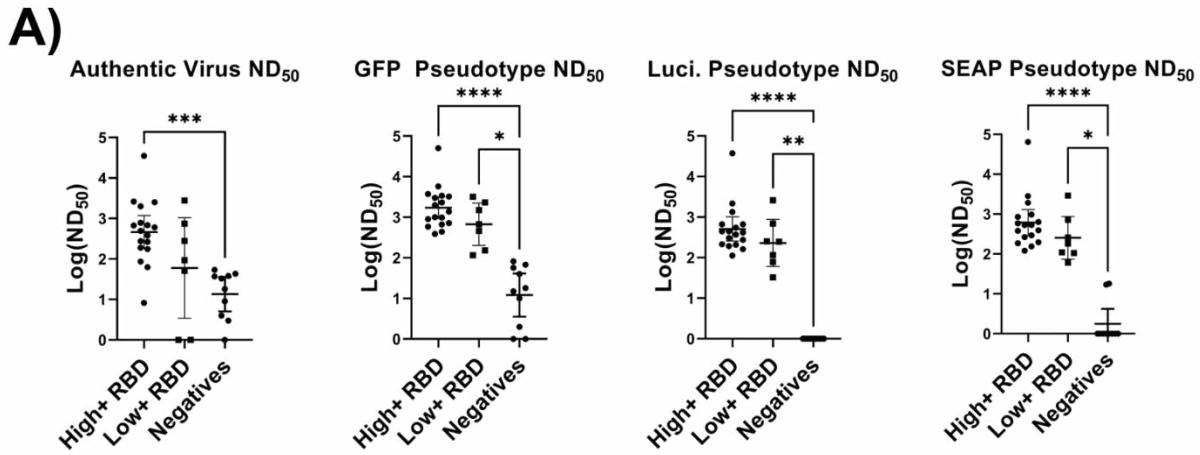 A)
Authentic Virus ND50
GFP Pseudotype ND50
Luci. Pseudotype ND50
SEAP Pseudotype ND50
***
****
*
****
**
****
*
Log(ND50)
5
4
3
2
1
0
High+ RBD
Low+ RBD
Negatives
Log(ND50)
5
4
3
2
1
0
High+ RBD
Low+ RBD
Negatives
Log(ND50)
5
4
3
2
1
0
High+ RBD
Low+ RBD
Negatives
Log(ND50)
5
4
3
2
1
0
High+ RBD
Low+ RBD
Negatives